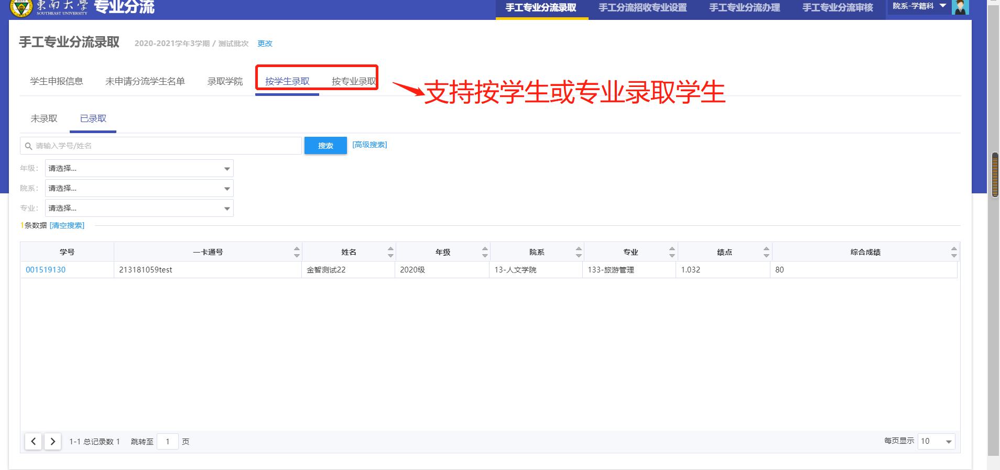 東南大學 专业分流
SOUTHEAST UNIVERSITY
手工专业分流录取 手工分流招收专业设置 手工专业分流办理 手工专业分流审核 院系-学籍科
手工专业分流录取 2020-2021学年3学期 / 测试批次 更改
学生申报信息 未申请分流学生名单 录取学院 按学生录取 按专业录取
支持按学生或专业录取学生
未录取 已录取
请输入学号/姓名 搜索 [高级搜索]
年级: 请选择...
院系: 请选择...
专业: 请选择...
1条数据 [清空搜索]
学号 一卡通号 姓名 年级 院系 专业 绩点 综合成绩
001519130 213181059test 金智测试22 2020级 13-人文学院 133-旅游管理 1.032 80
1-1 总记录数 1 跳转至 1 页 每页显示 10